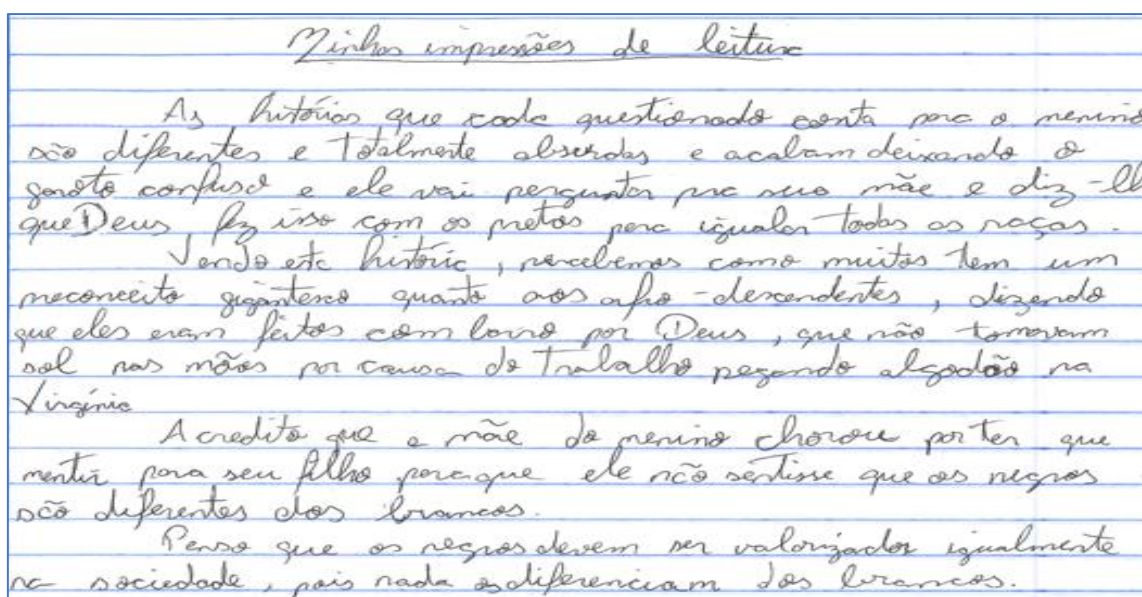 Minhas impressões de leitura
As histórias que cada questionado conta para o menino
são diferentes e totalmente absurdas e acabam deixando o
garoto confuso e ele vai perguntar pra sua mãe e diz-lhe
que Deus, fez isso com os pretos para igualar todas as raças.
Vendo esta história, percebemos como muitos tem um
preconceito gigantesco quanto aos afro-descendentes, dizendo
que eles eram feitos com barro por Deus, que não tomavam
sol nas mãos por causa do trabalho pegando algodão na
Virgínia
Acredito que a mãe do menino chorou por ter que
mentir para seu filho para que ele não sentisse que os negros
são diferentes dos brancos.
Penso que os negros devem ser valorizados igualmente
na sociedade, pois nada os diferenciam dos brancos.